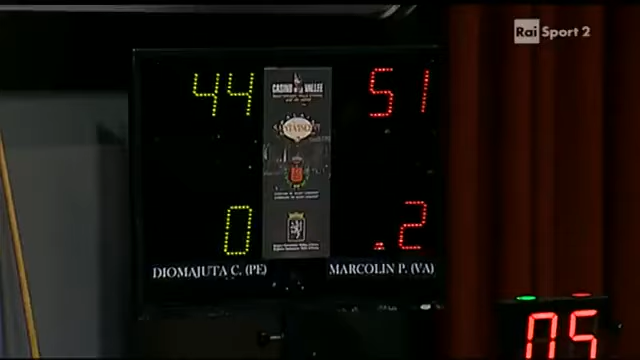 Rai Sport 2
44
51
CASINO VALLEE
0
.2
DIOMAJUTA C. (PE)
MARCOLIN P. (VA)
05